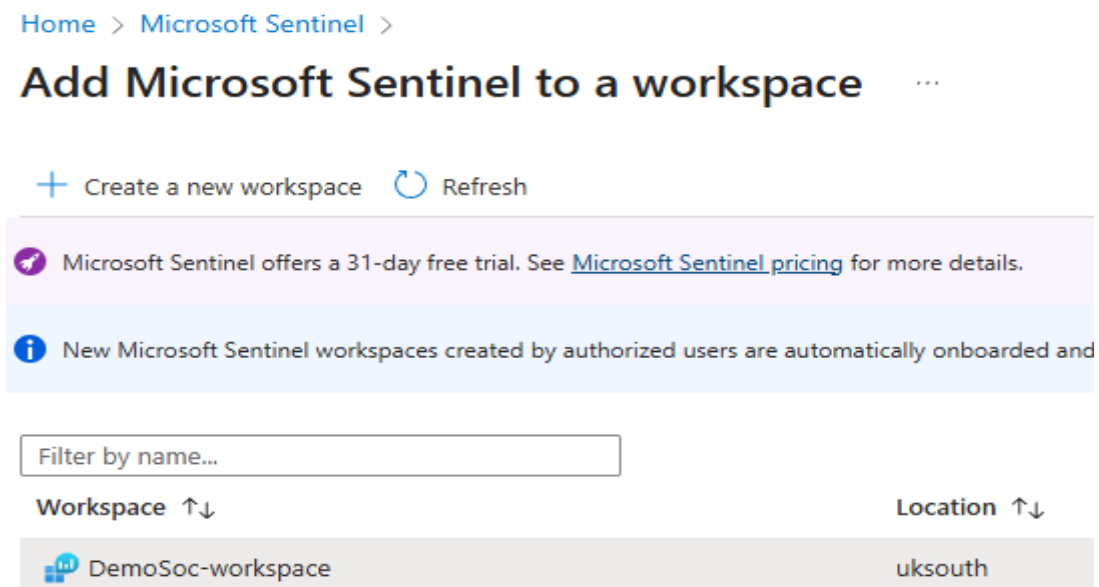 Home > Microsoft Sentinel >
Add Microsoft Sentinel to a workspace ...
+ Create a new workspace Refresh
Microsoft Sentinel offers a 31-day free trial. See Microsoft Sentinel pricing for more details.
New Microsoft Sentinel workspaces created by authorized users are automatically onboarded and
Filter by name...
Workspace ↑↓ Location ↑↓
DemoSoc-workspace uksouth